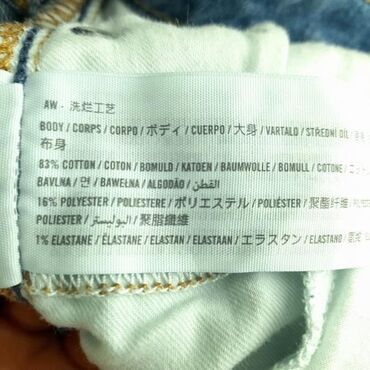 AW - 洗烂工艺
BODY / CORPS / CORPO / ボディ / CUERPO / 大身 / VARTALO / STŘEDNÍ DÍL /
布身
83% COTTON / COTON / BOMULD / KATOEN / BAUMWOLLE / BOMULL / COTONE /
BAVLNA / 면 / BAWEŁNA / ALGODÃO / القطن
16% POLYESTER / POLIESTERE / ポリエステル / POLIÉSTER / 聚酯纤维 /
POLIESTER / البوليستر / 聚脂纖維
1% ELASTANE / ÉLASTANE / ELASTAN / ELASTAAN / エラスタン / ELASTANO /